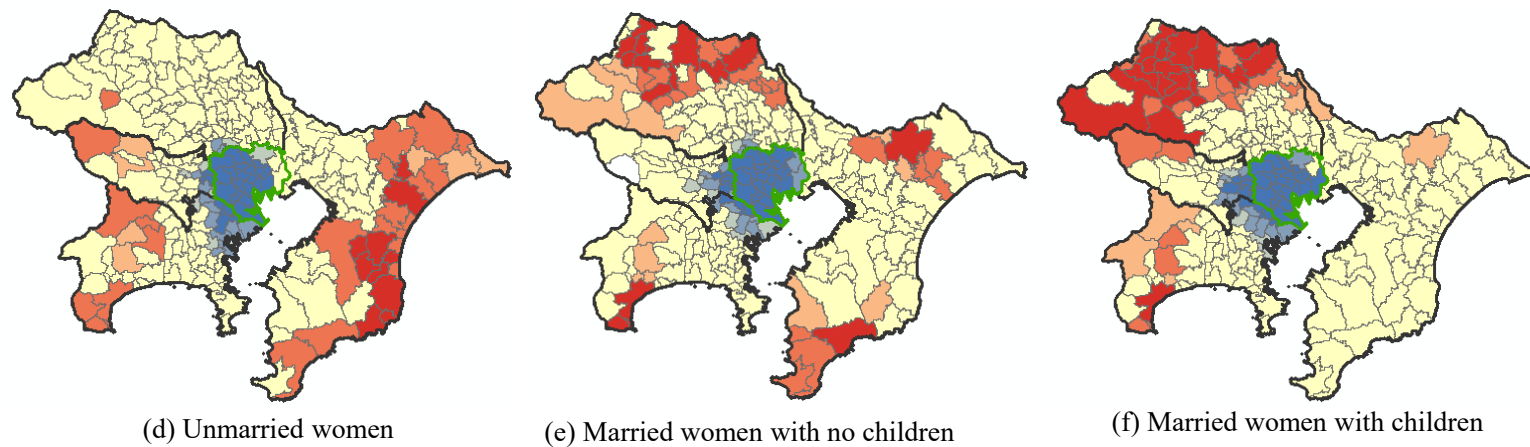 (d) Unmarried women
(e) Married women with no children
(f) Married women with children